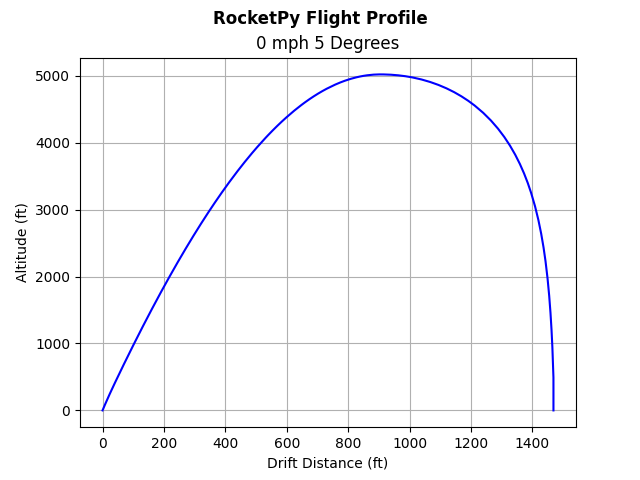 RocketPy Flight Profile
0 mph 5 Degrees
5000
4000
3000
2000
1000
0
Altitude (ft)
0 200 400 600 800 1000 1200 1400
Drift Distance (ft)